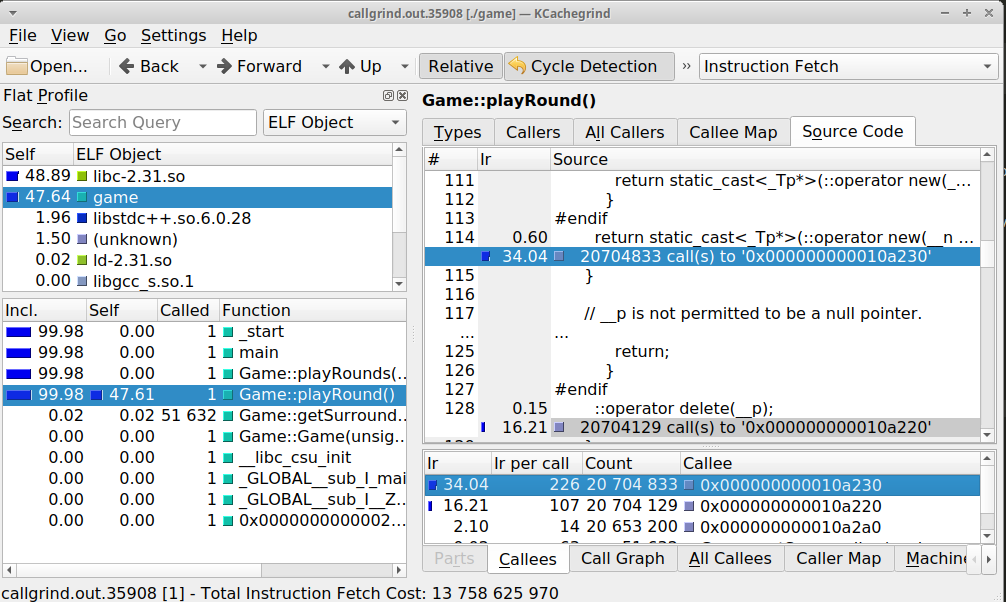 callgrind.out.35908 [./game] — KCachegrind
File View Go Settings Help
Open... Back Forward Up Relative Cycle Detection » Instruction Fetch
Flat Profile
Search: Search Query ELF Object
Self ELF Object
48.89 libc-2.31.so
47.64 game
1.96 libstdc++.so.6.0.28
1.50 (unknown)
0.02 ld-2.31.so
0.00 libgcc_s.so.1
Incl. Self Called Function
99.98 0.00 1 _start
99.98 0.00 1 main
99.98 0.00 1 Game::playRounds(...
99.98 47.61 1 Game::playRound()
0.02 0.02 51 632 Game::getSurround...
0.00 0.00 1 Game::Game(unsig...
0.00 0.00 1 __libc_csu_init
0.00 0.00 1 _GLOBAL__sub_I_mai
0.00 0.00 1 _GLOBAL__sub_I__Z...
0.00 0.00 1 0x0000000000002...
Game::playRound()
Types Callers All Callers Callee Map Source Code
# Ir Source
111 return static_cast<_Tp*>(::operator new(_...
112 }
113 #endif
114 0.60 return static_cast<_Tp*>(::operator new(__n ...
34.04 20704833 call(s) to '0x000000000010a230'
115 }
116
117 // __p is not permitted to be a null pointer.
... ...
125 return;
126 }
127 #endif
128 0.15 ::operator delete(__p);
16.21 20704129 call(s) to '0x000000000010a220'
Ir Ir per call Count Callee
34.04 226 20 704 833 0x000000000010a230
16.21 107 20 704 129 0x000000000010a220
2.10 14 20 653 200 0x000000000010a2a0
Parts Callees Call Graph All Callees Caller Map Machine
callgrind.out.35908 [1] - Total Instruction Fetch Cost: 13 758 625 970